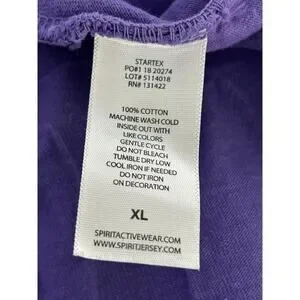 STARTEX
PO#1 18 20274
LOT# 5114018
RN# 131422
100% COTTON
MACHINE WASH COLD
INSIDE OUT WITH
LIKE COLORS
GENTLE CYCLE
DO NOT BLEACH
TUMBLE DRY LOW
COOL IRON IF NEEDED
DO NOT IRON
ON DECORATION
XL
SPIRITACTIVEWEAR.COM
WWW.SPIRITJERSEY.COM